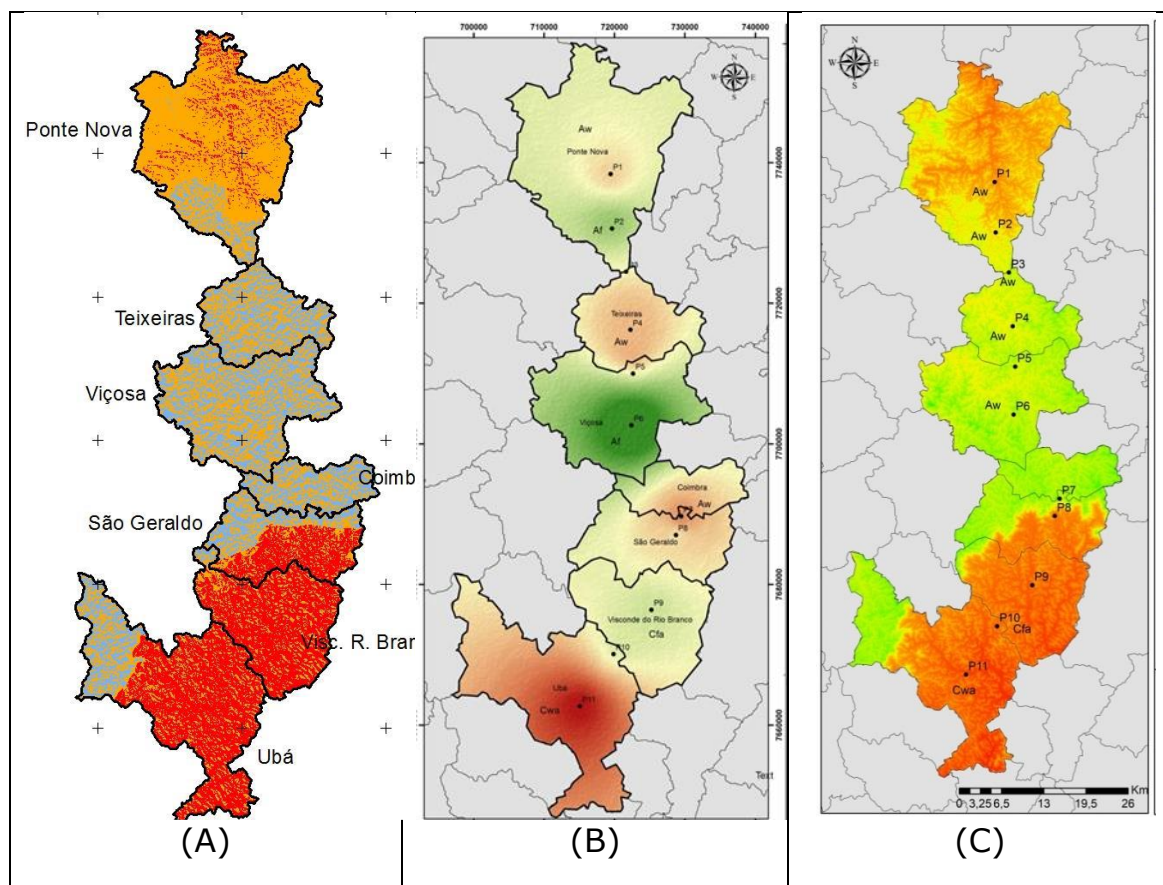 Ponte Nova
Teixeiras
Viçosa
Coimb
São Geraldo
Visc. R. Brar
Ubá
(A)
700000
710000
720000
730000
740000
N
W
E
S
7740000
7720000
7700000
7680000
7660000
Aw
Ponte Nova
P1
P2
Af
Teixeiras
P4
Aw
P5
Viçosa
P6
Af
Coimbra
Aw
P8
São Geraldo
P9
Visconde do Rio Branco
Cfa
P10
Ubá
P11
Cwa
Text
(B)
N
W
E
S
P1
Aw
P2
Aw
P3
Aw
P4
Aw
P5
P6
Aw
P7
P8
P9
P10
Cfa
P11
Cwa
Km
0 3,25 6,5 13 19,5 26
(C)